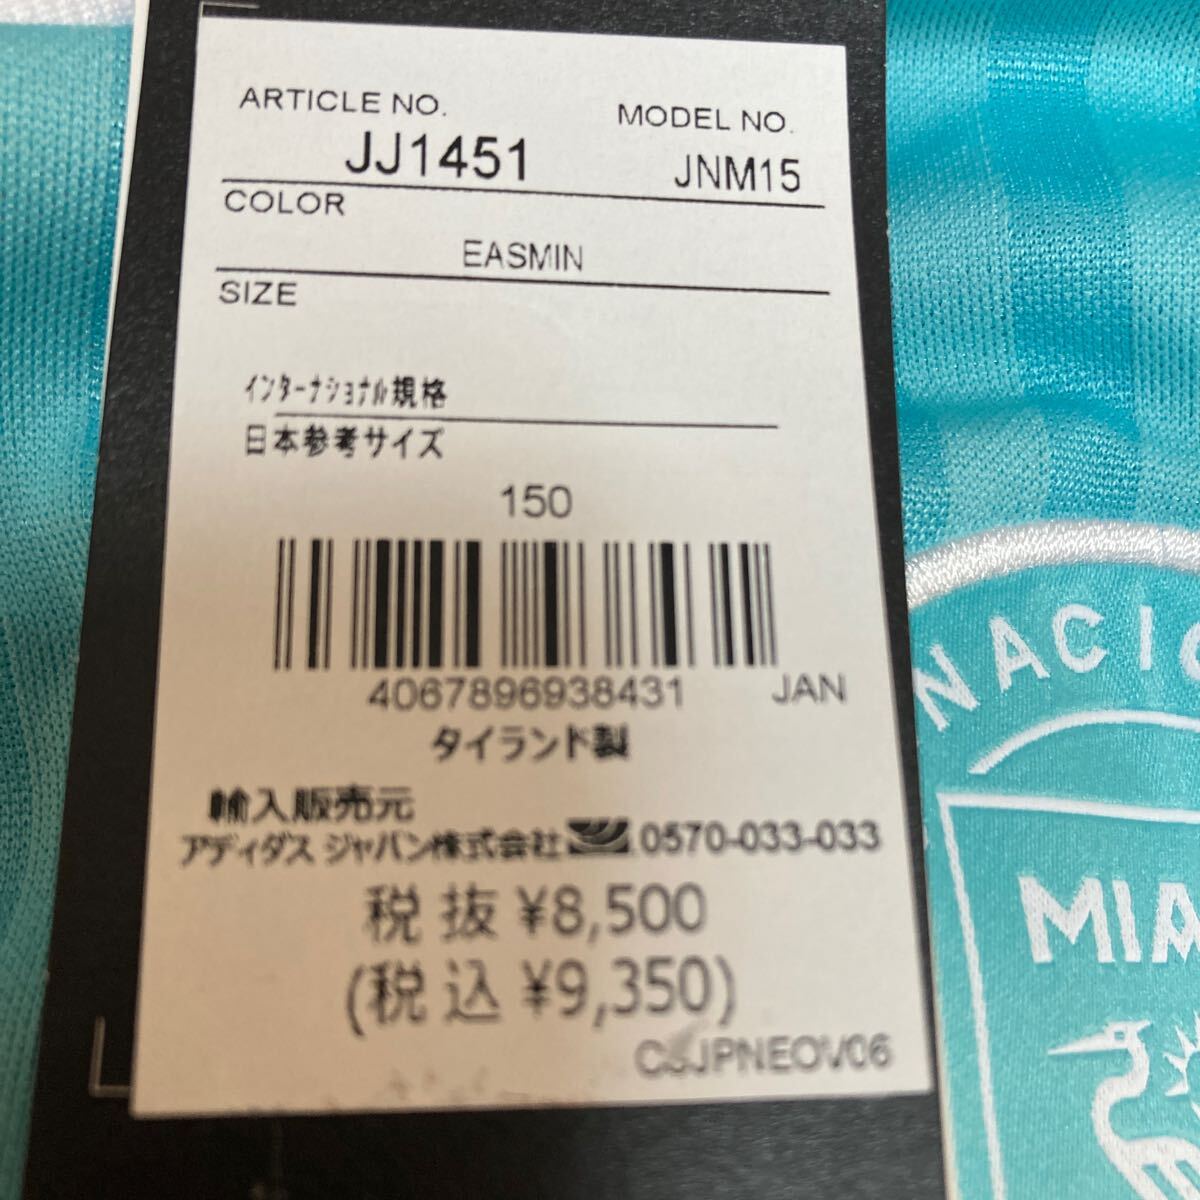 ARTICLE NO.
MODEL NO.
JJ1451
JNM15
COLOR
EASMIN
SIZE
インターナショナル規格
日本参考サイズ
150
4067896938431 JAN
タイランド製
輸入販売元
アディダス ジャパン株式会社 0570-033-033
税抜 ¥8,500
(税込 ¥9,350)
CJJPNEOV06
NACIO
MIA